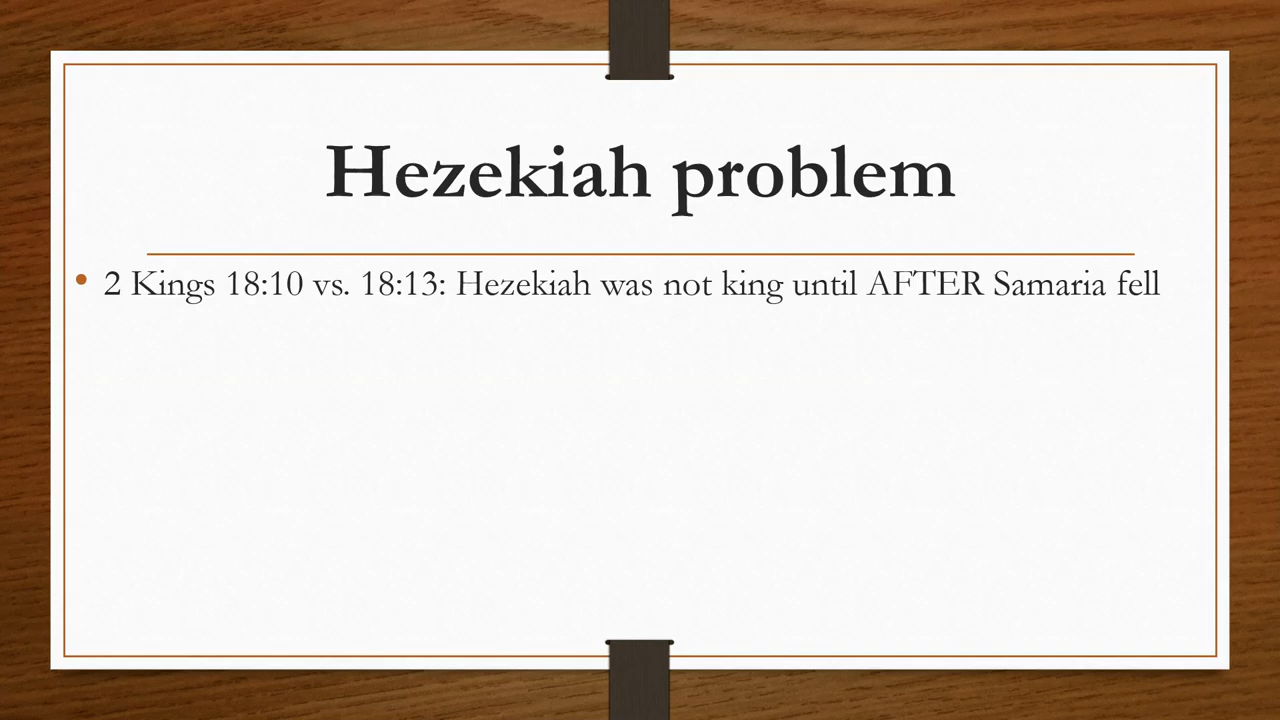 Hezekiah problem
• 2 Kings 18:10 vs. 18:13: Hezekiah was not king until AFTER Samaria fell